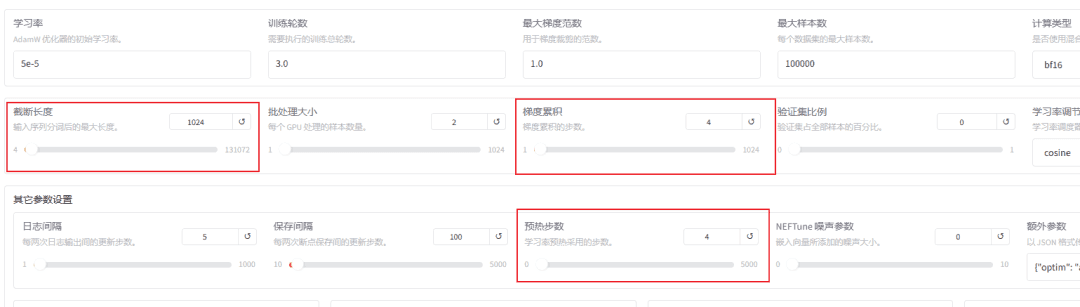 学习率
AdamW 优化器的初始学习率。
5e-5
训练轮数
需要执行的训练总轮数。
3.0
最大梯度范数
用于梯度裁剪的范数。
1.0
最大样本数
每个数据集的最大样本数。
100000
计算类型
是否使用混合
bf16
截断长度
输入序列分词后的最大长度。
1024 ↺
4 131072
批处理大小
每个 GPU 处理的样本数量。
2 ↺
1 1024
梯度累积
梯度累积的步数。
4 ↺
1 1024
验证集比例
验证集占全部样本的百分比。
0 ↺
0 1
学习率调节
学习率调度器
cosine
其它参数设置
日志间隔
每两次日志输出间的更新步数。
5 ↺
1 1000
保存间隔
每两次断点保存间的更新步数。
100 ↺
10 5000
预热步数
学习率预热采用的步数。
4 ↺
0 5000
NEFTune 噪声参数
嵌入向量所添加的噪声大小。
0 ↺
0 10
额外参数
以 JSON 格式
{"optim": "a